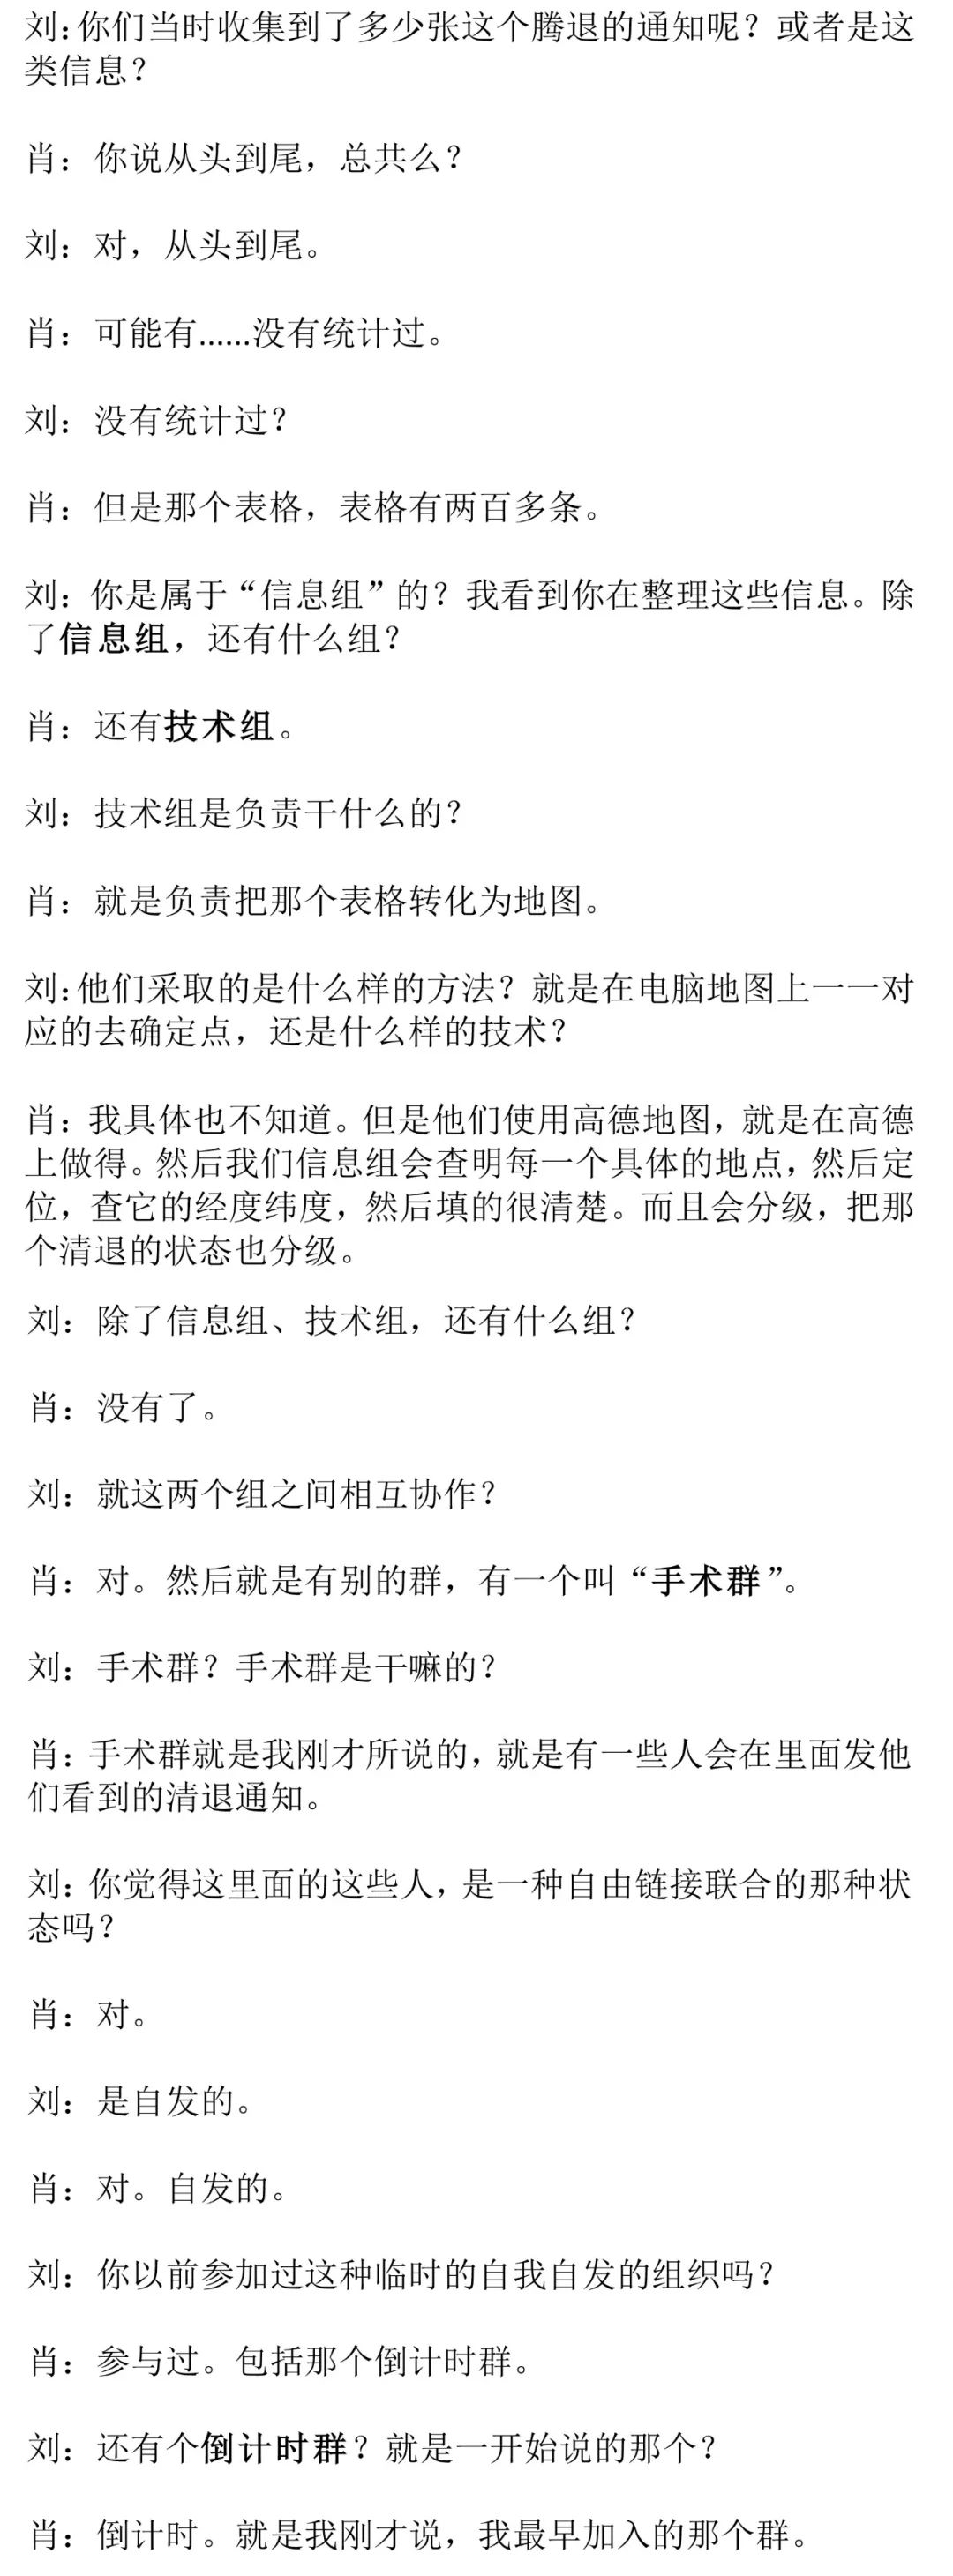 刘：你们当时收集到了多少张这个腾退的通知呢？或者是这
类信息？
肖：你说从头到尾，总共么？
刘：对，从头到尾。
肖：可能有......没有统计过。
刘：没有统计过？
肖：但是那个表格，表格有两百多条。
刘：你是属于“信息组”的？我看到你在整理这些信息。除
了信息组，还有什么组？
肖：还有技术组。
刘：技术组是负责干什么的？
肖：就是负责把那个表格转化为地图。
刘：他们采取的是什么样的方法？就是在电脑地图上一一对
应的去确定点，还是什么样的技术？
肖：我具体也不知道。但是他们使用高德地图，就是在高德
上做得。然后我们信息组会查明每一个具体的地点，然后定
位，查它的经度纬度，然后填的很清楚。而且会分级，把那
个清退的状态也分级。
刘：除了信息组、技术组，还有什么组？
肖：没有了。
刘：就这两个组之间相互协作？
肖：对。然后就是有别的群，有一个叫“手术群”。
刘：手术群？手术群是干嘛的？
肖：手术群就是我刚才所说的，就是有一些人会在里面发他
们看到的清退通知。
刘：你觉得这里面的这些人，是一种自由链接联合的那种状
态吗？
肖：对。
刘：是自发的。
肖：对。自发的。
刘：你以前参加过这种临时的自我自发的组织吗？
肖：参与过。包括那个倒计时群。
刘：还有个倒计时群？就是一开始说的那个？
肖：倒计时。就是我刚才说，我最早加入的那个群。